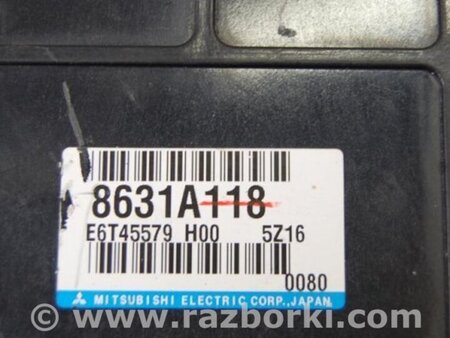 8631A118
E6T45579 H00 5Z16
0080
MITSUBISHI ELECTRIC CORP., JAPAN
© www.razborki.com